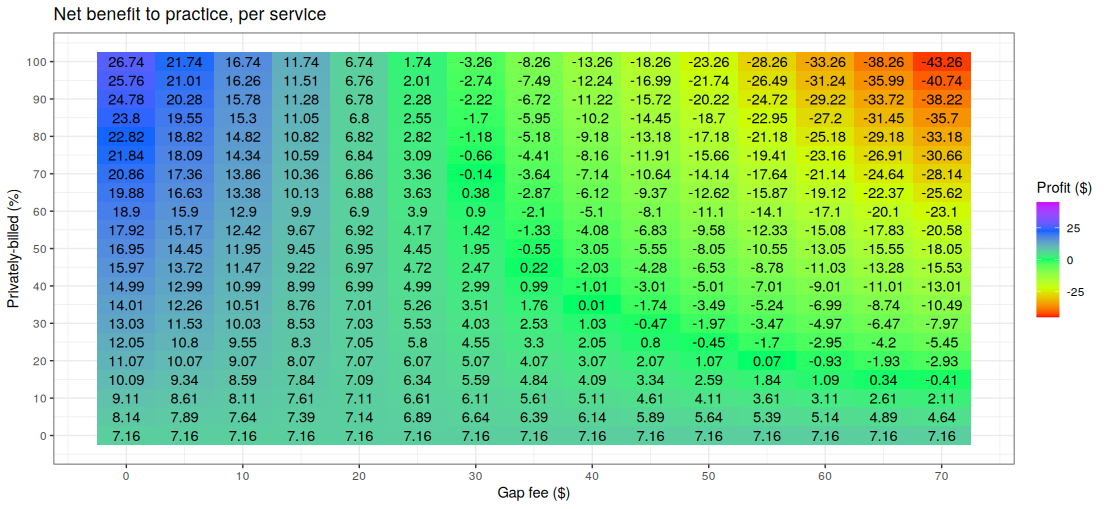 Net benefit to practice, per service
100 26.74 21.74 16.74 11.74 6.74 1.74 -3.26 -8.26 -13.26 -18.26 -23.26 -28.26 -33.26 -38.26 -43.26
25.76 21.01 16.26 11.51 6.76 2.01 -2.74 -7.49 -12.24 -16.99 -21.74 -26.49 -31.24 -35.99 -40.74
90 24.78 20.28 15.78 11.28 6.78 2.28 -2.22 -6.72 -11.22 -15.72 -20.22 -24.72 -29.22 -33.72 -38.22
23.8 19.55 15.3 11.05 6.8 2.55 -1.7 -5.95 -10.2 -14.45 -18.7 -22.95 -27.2 -31.45 -35.7
80 22.82 18.82 14.82 10.82 6.82 2.82 -1.18 -5.18 -9.18 -13.18 -17.18 -21.18 -25.18 -29.18 -33.18
21.84 18.09 14.34 10.59 6.84 3.09 -0.66 -4.41 -8.16 -11.91 -15.66 -19.41 -23.16 -26.91 -30.66
70 20.86 17.36 13.86 10.36 6.86 3.36 -0.14 -3.64 -7.14 -10.64 -14.14 -17.64 -21.14 -24.64 -28.14
19.88 16.63 13.38 10.13 6.88 3.63 0.38 -2.87 -6.12 -9.37 -12.62 -15.87 -19.12 -22.37 -25.62
60 18.9 15.9 12.9 9.9 6.9 3.9 0.9 -2.1 -5.1 -8.1 -11.1 -14.1 -17.1 -20.1 -23.1
17.92 15.17 12.42 9.67 6.92 4.17 1.42 -1.33 -4.08 -6.83 -9.58 -12.33 -15.08 -17.83 -20.58
50 16.95 14.45 11.95 9.45 6.95 4.45 1.95 -0.55 -3.05 -5.55 -8.05 -10.55 -13.05 -15.55 -18.05
15.97 13.72 11.47 9.22 6.97 4.72 2.47 0.22 -2.03 -4.28 -6.53 -8.78 -11.03 -13.28 -15.53
40 14.99 12.99 10.99 8.99 6.99 4.99 2.99 0.99 -1.01 -3.01 -5.01 -7.01 -9.01 -11.01 -13.01
14.01 12.26 10.51 8.76 7.01 5.26 3.51 1.76 0.01 -1.74 -3.49 -5.24 -6.99 -8.74 -10.49
30 13.03 11.53 10.03 8.53 7.03 5.53 4.03 2.53 1.03 -0.47 -1.97 -3.47 -4.97 -6.47 -7.97
12.05 10.8 9.55 8.3 7.05 5.8 4.55 3.3 2.05 0.8 -0.45 -1.7 -2.95 -4.2 -5.45
20 11.07 10.07 9.07 8.07 7.07 6.07 5.07 4.07 3.07 2.07 1.07 0.07 -0.93 -1.93 -2.93
10.09 9.34 8.59 7.84 7.09 6.34 5.59 4.84 4.09 3.34 2.59 1.84 1.09 0.34 -0.41
10 9.11 8.61 8.11 7.61 7.11 6.61 6.11 5.61 5.11 4.61 4.11 3.61 3.11 2.61 2.11
8.14 7.89 7.64 7.39 7.14 6.89 6.64 6.39 6.14 5.89 5.64 5.39 5.14 4.89 4.64
0 7.16 7.16 7.16 7.16 7.16 7.16 7.16 7.16 7.16 7.16 7.16 7.16 7.16 7.16 7.16
0 10 20 30 40 50 60 70
Gap fee ($)
Privately-billed (%)
Profit ($)
25
0
-25